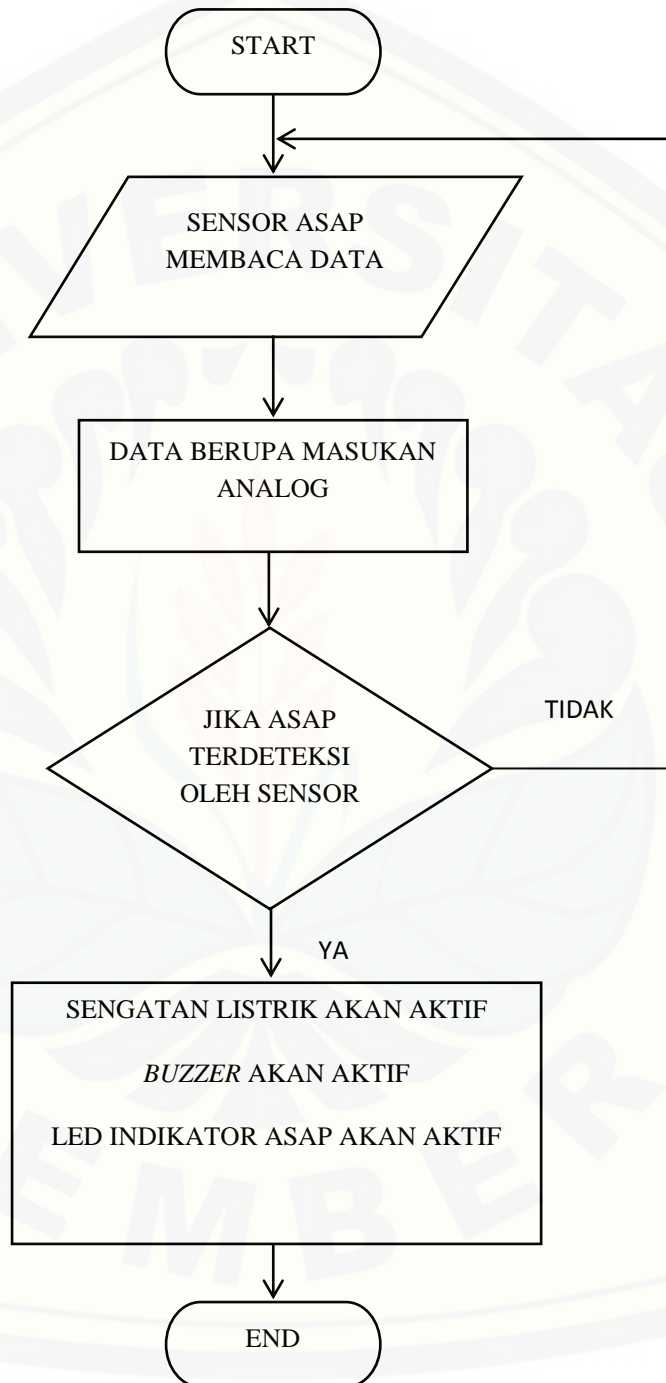 START
SENSOR ASAP
MEMBACA DATA
DATA BERUPA MASUKAN
ANALOG
JIKA ASAP
TERDETEKSI
OLEH SENSOR
TIDAK
YA
SENGATAN LISTRIK AKAN AKTIF
BUZZER AKAN AKTIF
LED INDIKATOR ASAP AKAN AKTIF
END